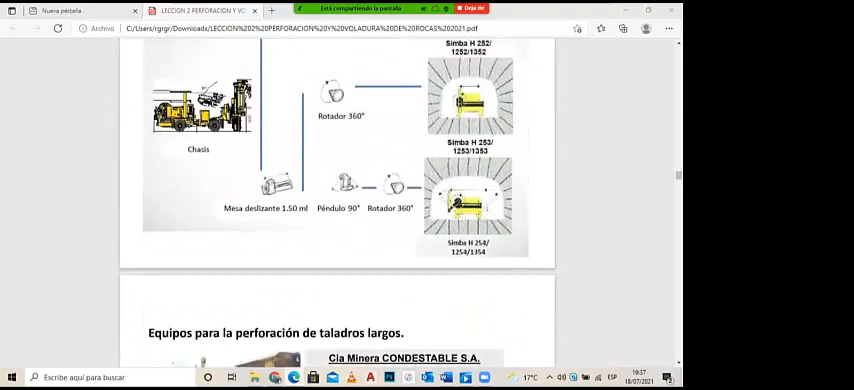 Nueva pestaña
LECCION 2 PERFORACION Y VO
Está compartiendo la pantalla
Deja de
Archivo
C:/Users/rgrgr/Downloads/LECCION%202%20PERFORACION%20Y%20VOLADURA%20DE%20ROCAS%202021.pdf
Simba H 252/
1252/1352
Rotador 360°
Chasis
Simba H 253/
1253/1353
Mesa deslizante 1.50 ml
Péndulo 90°
Rotador 360°
Simba H 254/
1254/1354
Equipos para la perforación de taladros largos.
Cia Minera CONDESTABLE S.A.
Escribe aquí para buscar
17°C
ESP
19:37
18/07/2021